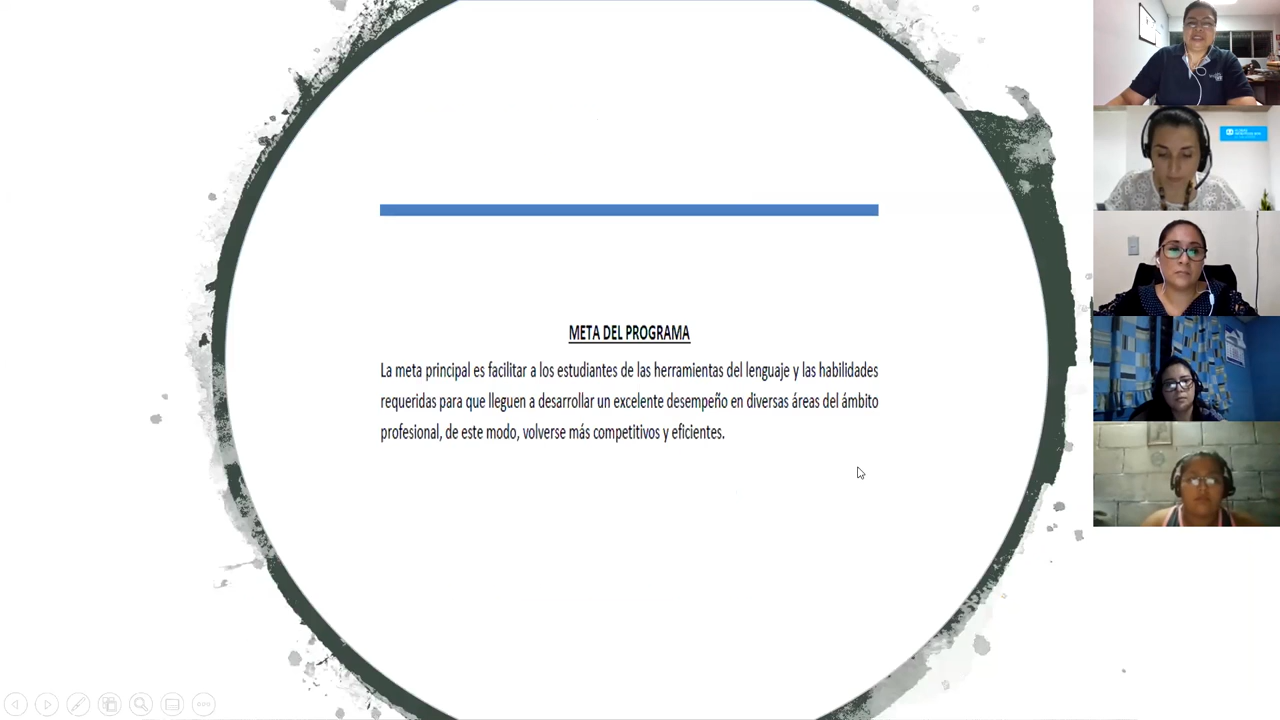 META DEL PROGRAMA
La meta principal es facilitar a los estudiantes de las herramientas del lenguaje y las habilidades
requeridas para que lleguen a desarrollar un excelente desempeño en diversas áreas del ámbito
profesional, de este modo, volverse más competitivos y eficientes.